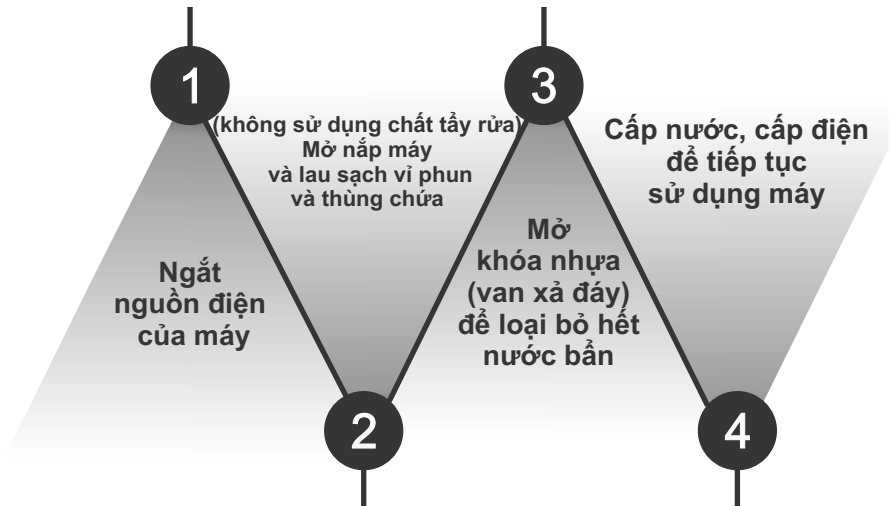 1
Ngắt
nguồn điện
của máy
2
(không sử dụng chất tẩy rửa)
Mở nắp máy
và lau sạch vỉ phun
và thùng chứa
3
Mở
khóa nhựa
(van xả đáy)
để loại bỏ hết
nước bẩn
4
Cấp nước, cấp điện
để tiếp tục
sử dụng máy